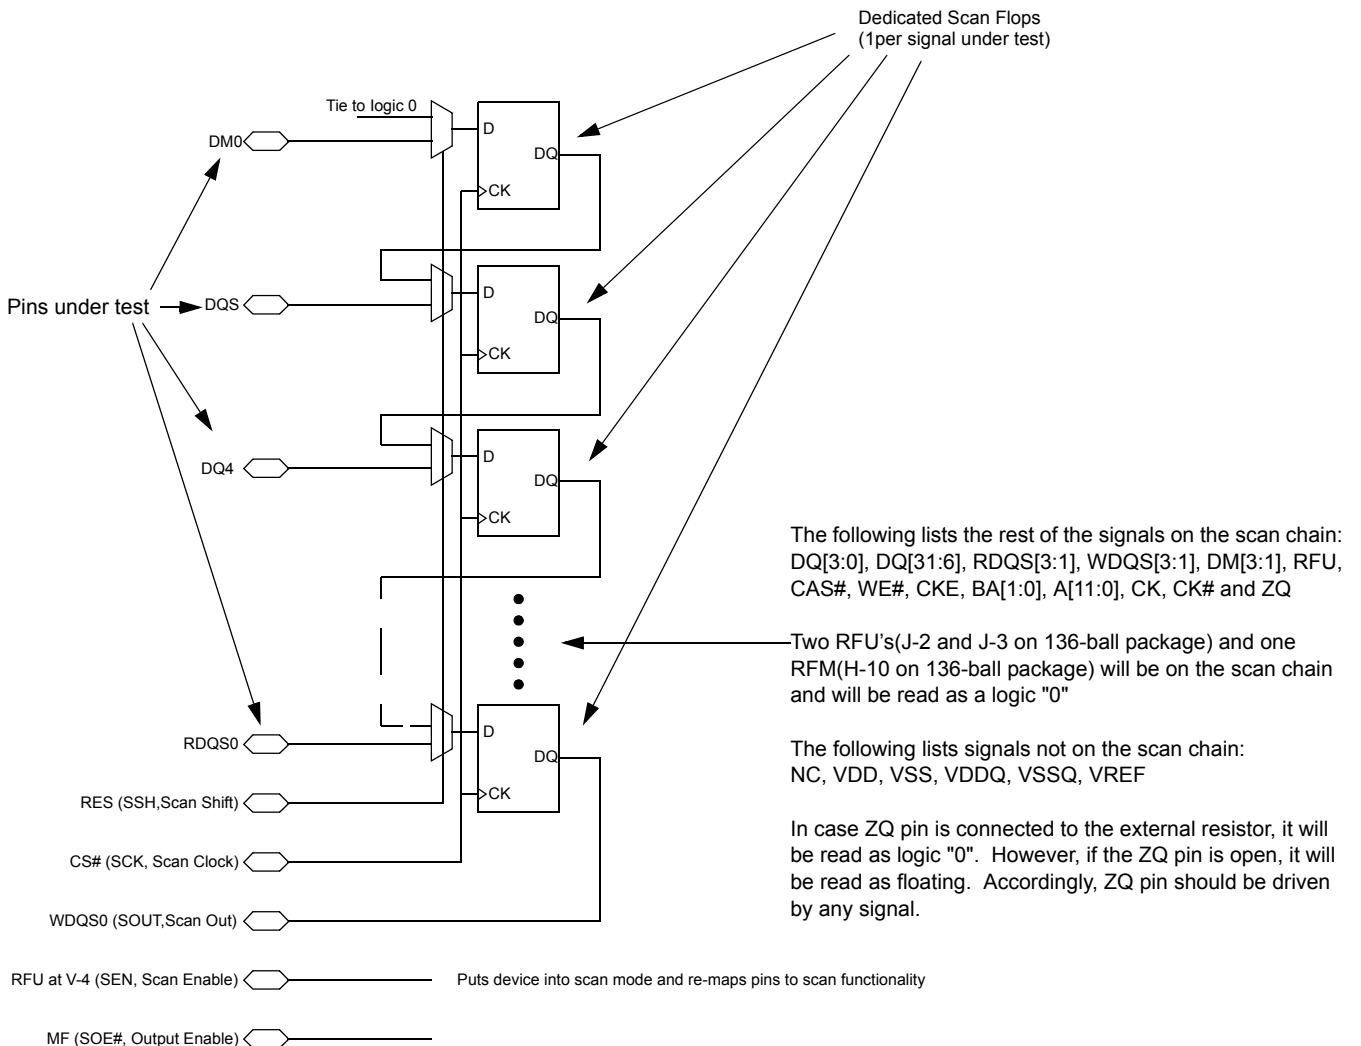 Dedicated Scan Flops
(1per signal under test)
Tie to logic 0
DM0
D
DQ
CK
Pins under test
DQS
D
DQ
CK
DQ4
D
DQ
CK
The following lists the rest of the signals on the scan chain:
DQ[3:0], DQ[31:6], RDQS[3:1], WDQS[3:1], DM[3:1], RFU,
CAS#, WE#, CKE, BA[1:0], A[11:0], CK, CK# and ZQ
Two RFU's(J-2 and J-3 on 136-ball package) and one
RFM(H-10 on 136-ball package) will be on the scan chain
and will be read as a logic "0"
The following lists signals not on the scan chain:
NC, VDD, VSS, VDDQ, VSSQ, VREF
In case ZQ pin is connected to the external resistor, it will
be read as logic "0".  However, if the ZQ pin is open, it will
be read as floating.  Accordingly, ZQ pin should be driven
by any signal.
RDQS0
D
DQ
CK
RES (SSH,Scan Shift)
CS# (SCK, Scan Clock)
WDQS0 (SOUT,Scan Out)
RFU at V-4 (SEN, Scan Enable)
Puts device into scan mode and re-maps pins to scan functionality
MF (SOE#, Output Enable)